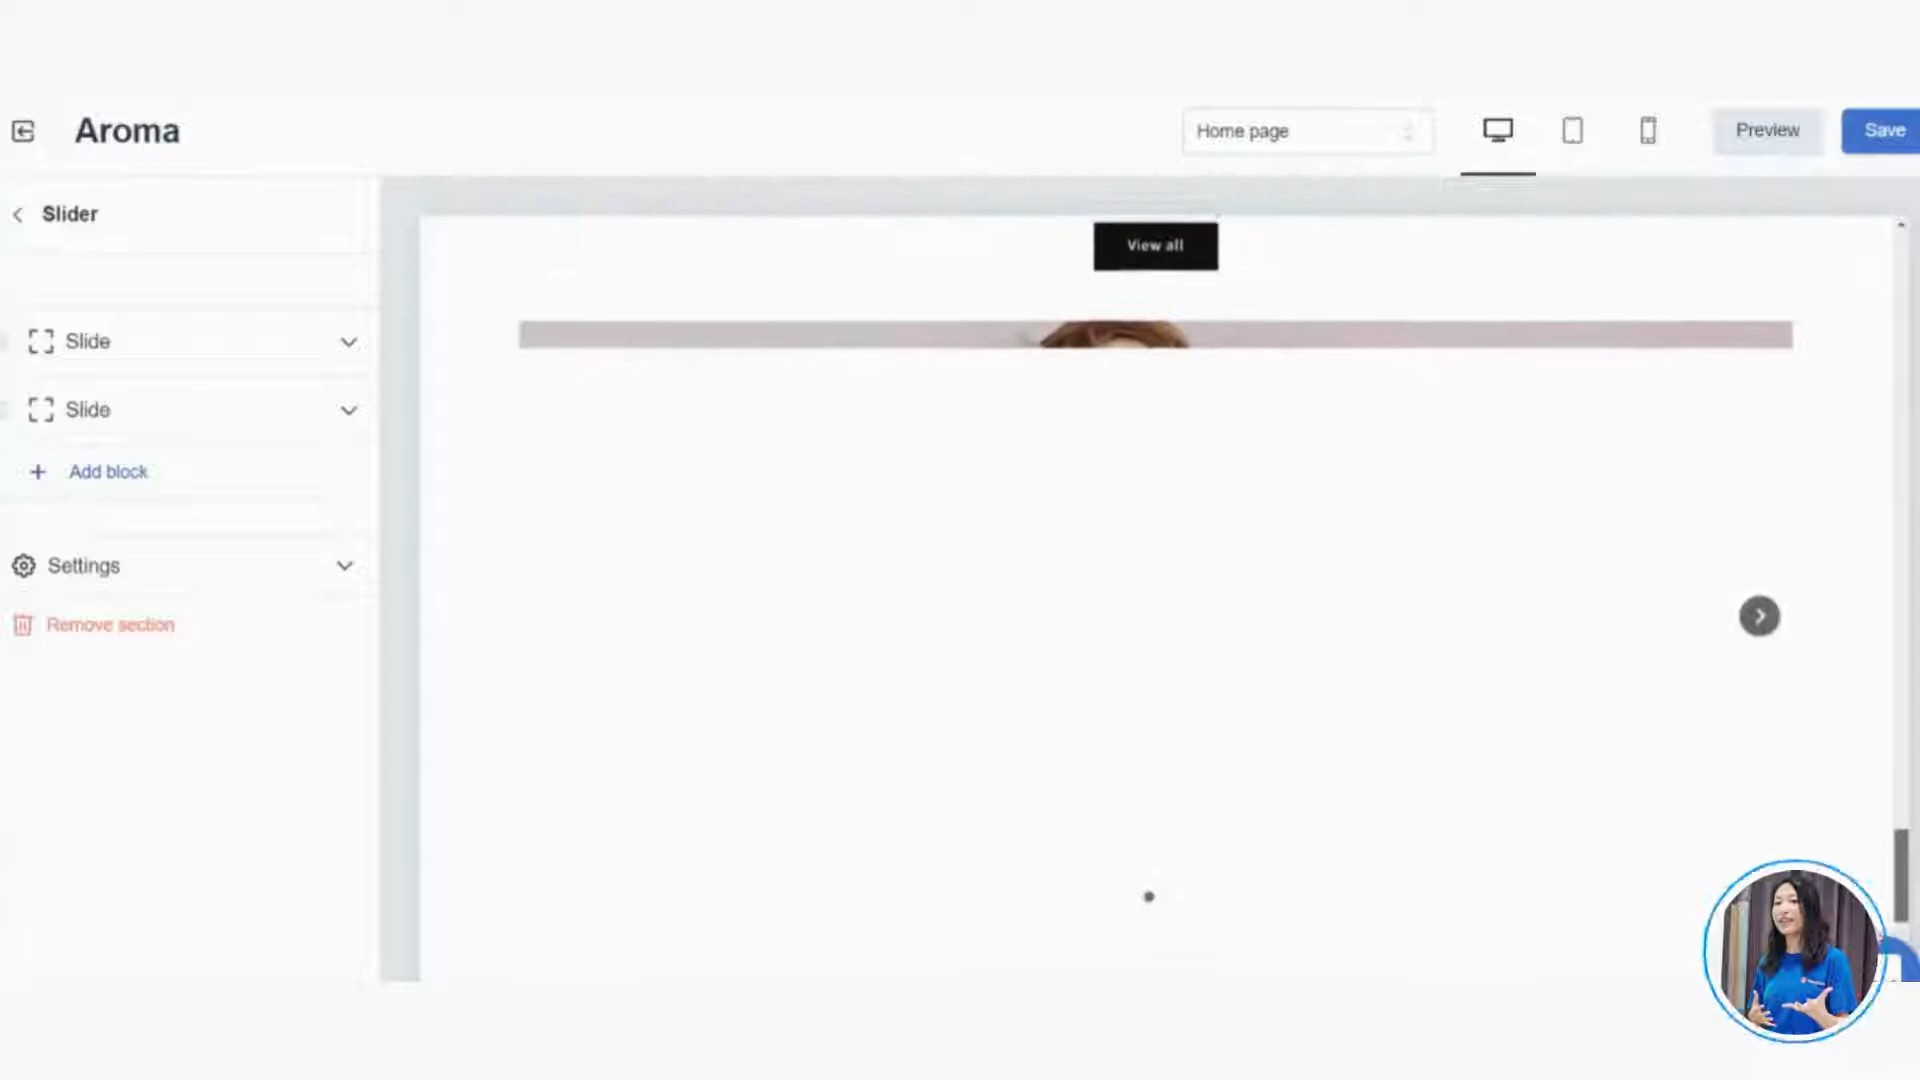 Aroma
Home page
Preview
Save
Slider
View all
Slide
Slide
Add block
Settings
Remove section